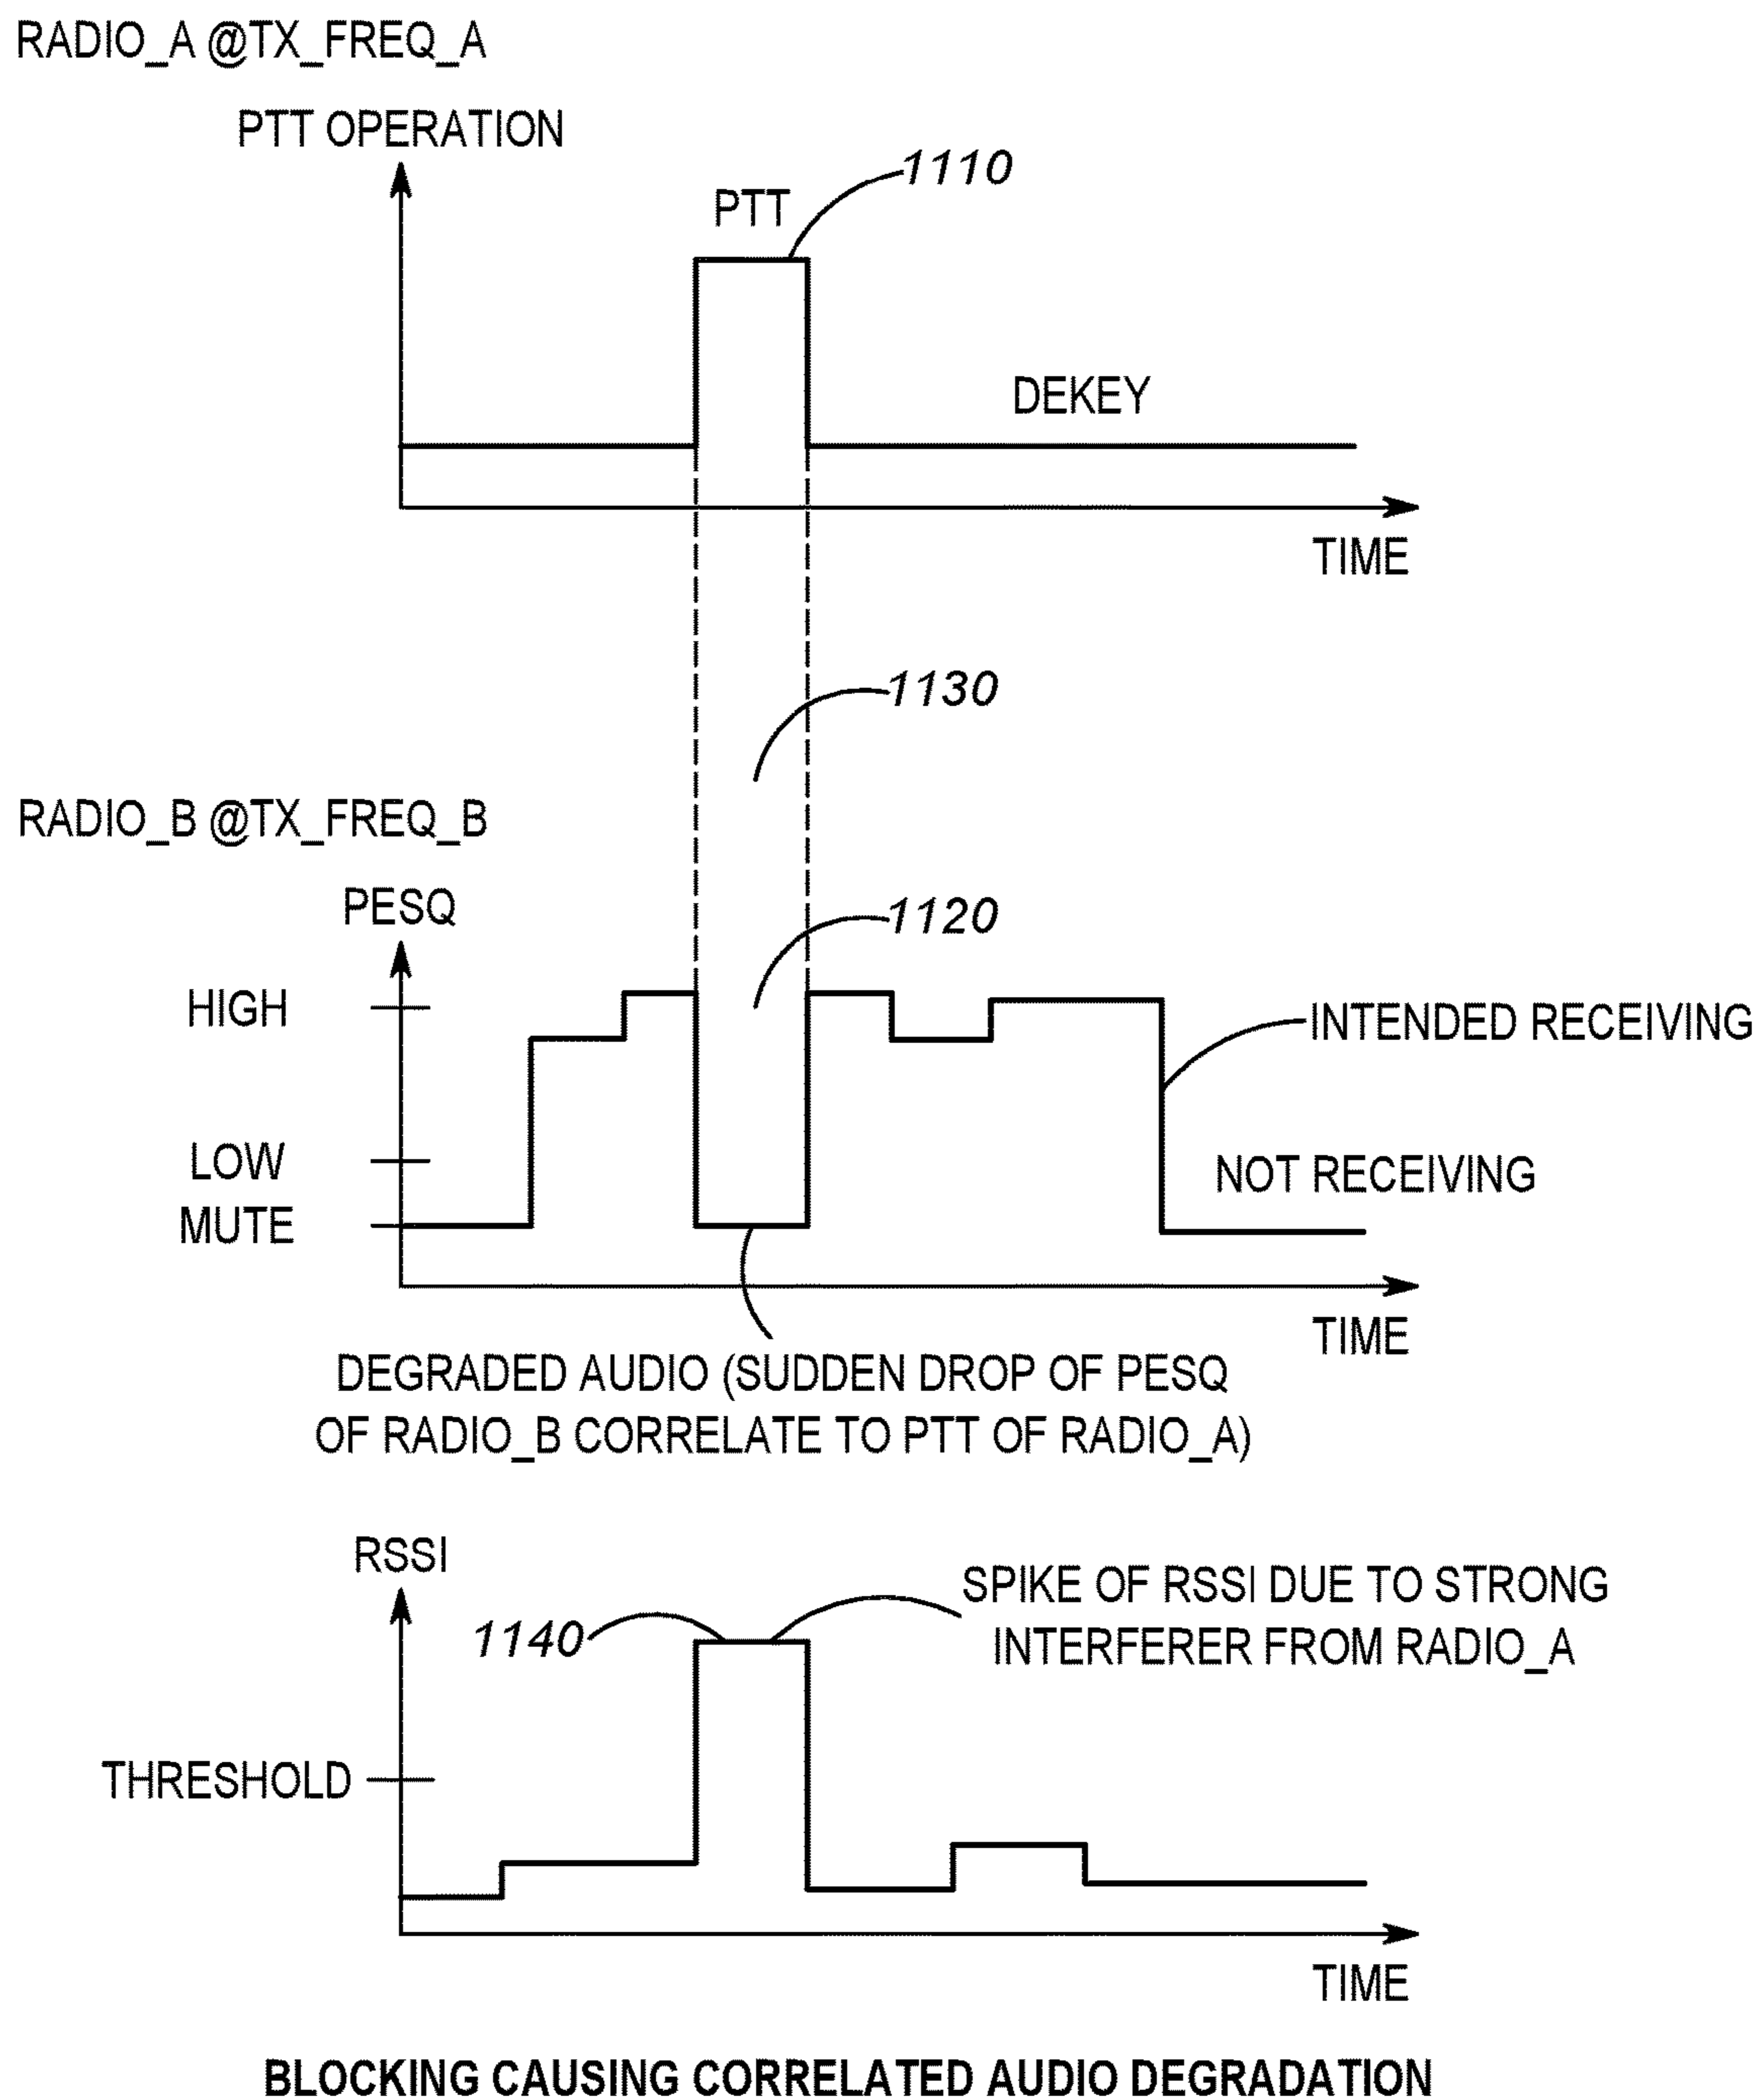 RADIO_A @TX_FREQ_A
PTT OPERATION
1110
PTT
DEKEY
TIME
1130
RADIO_B @TX_FREQ_B
PESQ
1120
HIGH
INTENDED RECEIVING
LOW
NOT RECEIVING
MUTE
TIME
DEGRADED AUDIO (SUDDEN DROP OF PESQ
OF RADIO_B CORRELATE TO PTT OF RADIO_A)
RSSI
SPIKE OF RSSI DUE TO STRONG
INTERFERER FROM RADIO_A
1140
THRESHOLD
TIME
BLOCKING CAUSING CORRELATED AUDIO DEGRADATION